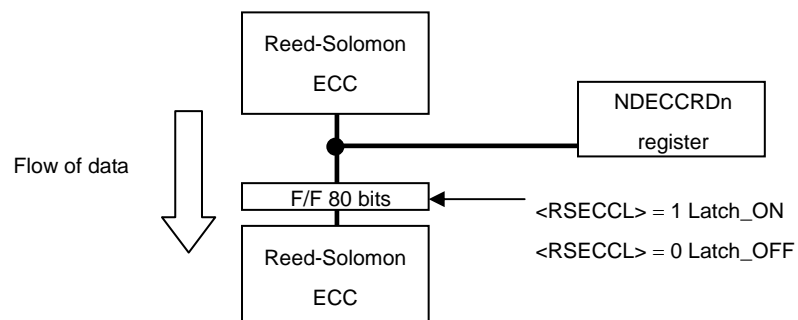 Reed-Solomon
ECC
NDECCRDn
register
Flow of data
F/F 80 bits
<RSECCL> = 1 Latch_ON
<RSECCL> = 0 Latch_OFF
Reed-Solomon
ECC